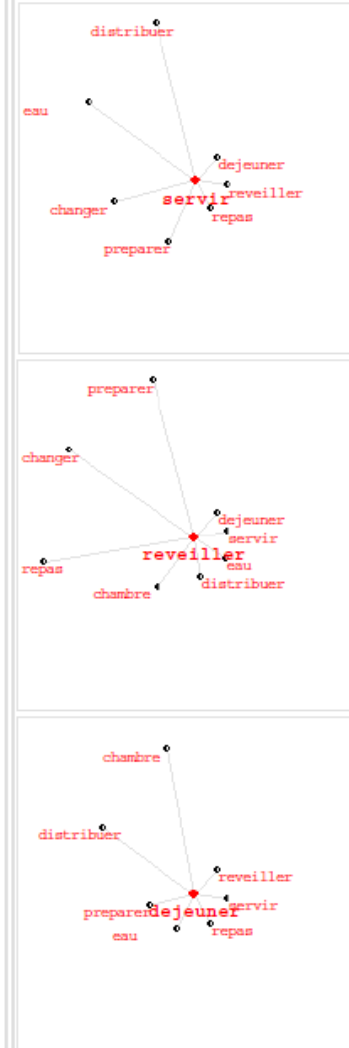 distribuer
eau
dejeuner
reveiller
servir
changer
repas
preparer
preparer
changer
dejeuner
servir
reveiller
eau
repas
distribuer
chambre
chambre
distribuer
reveiller
servir
preparer
dejeuner
repas
eau